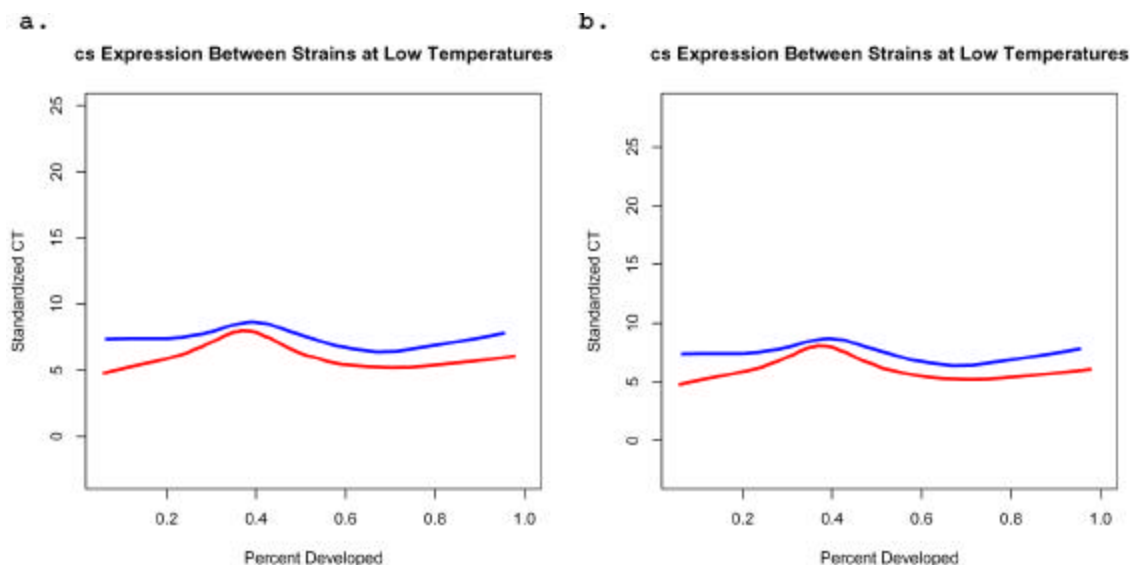 a.
cs Expression Between Strains at Low Temperatures
25
20
15
10
5
0
Standardized CT
0.2 0.4 0.6 0.8 1.0
Percent Developed
b.
cs Expression Between Strains at Low Temperatures
25
20
15
10
5
0
Standardized CT
0.2 0.4 0.6 0.8 1.0
Percent Developed